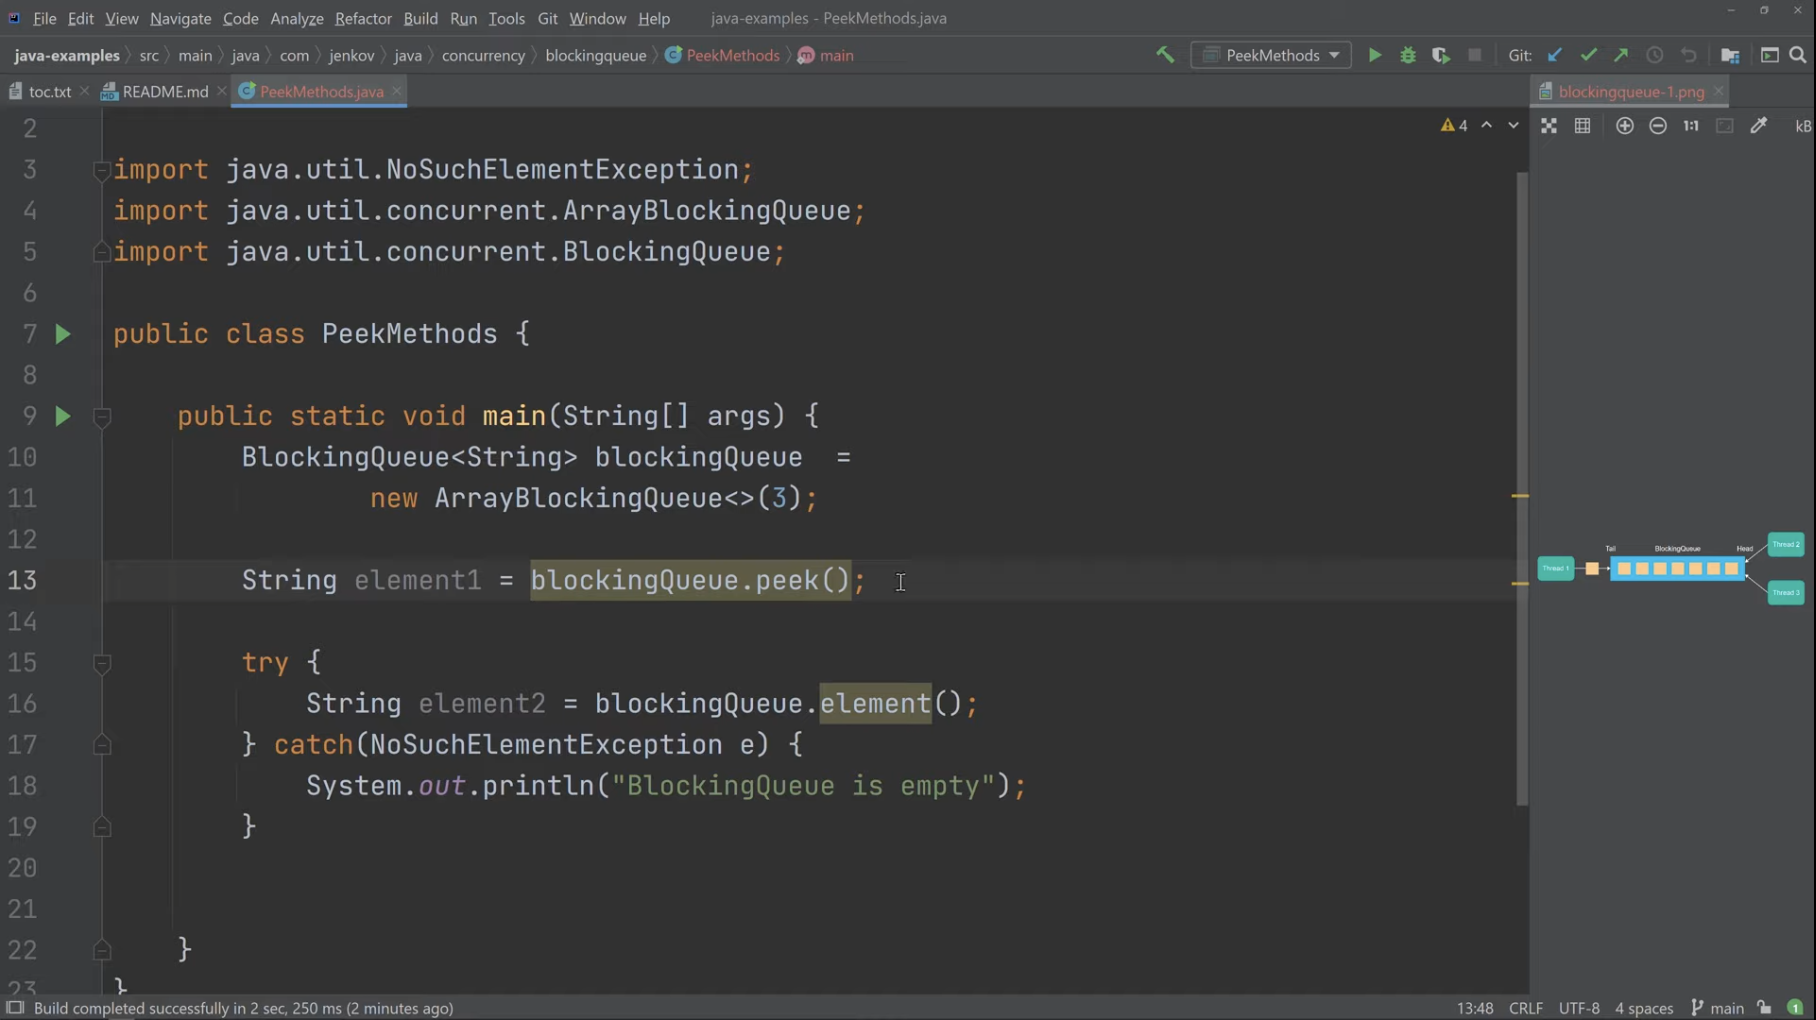 File Edit View Navigate Code Analyze Refactor Build Run Tools Git Window Help java-examples - PeekMethods.java
java-examples src main java com jenkov java concurrency blockingqueue PeekMethods main PeekMethods Git:
toc.txt README.md PeekMethods.java blockingqueue-1.png
4 1:1 kB
2
3 import java.util.NoSuchElementException;
4 import java.util.concurrent.ArrayBlockingQueue;
5 import java.util.concurrent.BlockingQueue;
6
7 public class PeekMethods {
8
9 public static void main(String[] args) {
10 BlockingQueue<String> blockingQueue =
11 new ArrayBlockingQueue<>(3);
12
13 String element1 = blockingQueue.peek();
14
15 try {
16 String element2 = blockingQueue.element();
17 } catch(NoSuchElementException e) {
18 System.out.println("BlockingQueue is empty");
19 }
20
21
22 }
23 }
Tail BlockingQueue Head
Thread 1
Thread 2
Thread 3
Build completed successfully in 2 sec, 250 ms (2 minutes ago) 13:48 CRLF UTF-8 4 spaces main 1